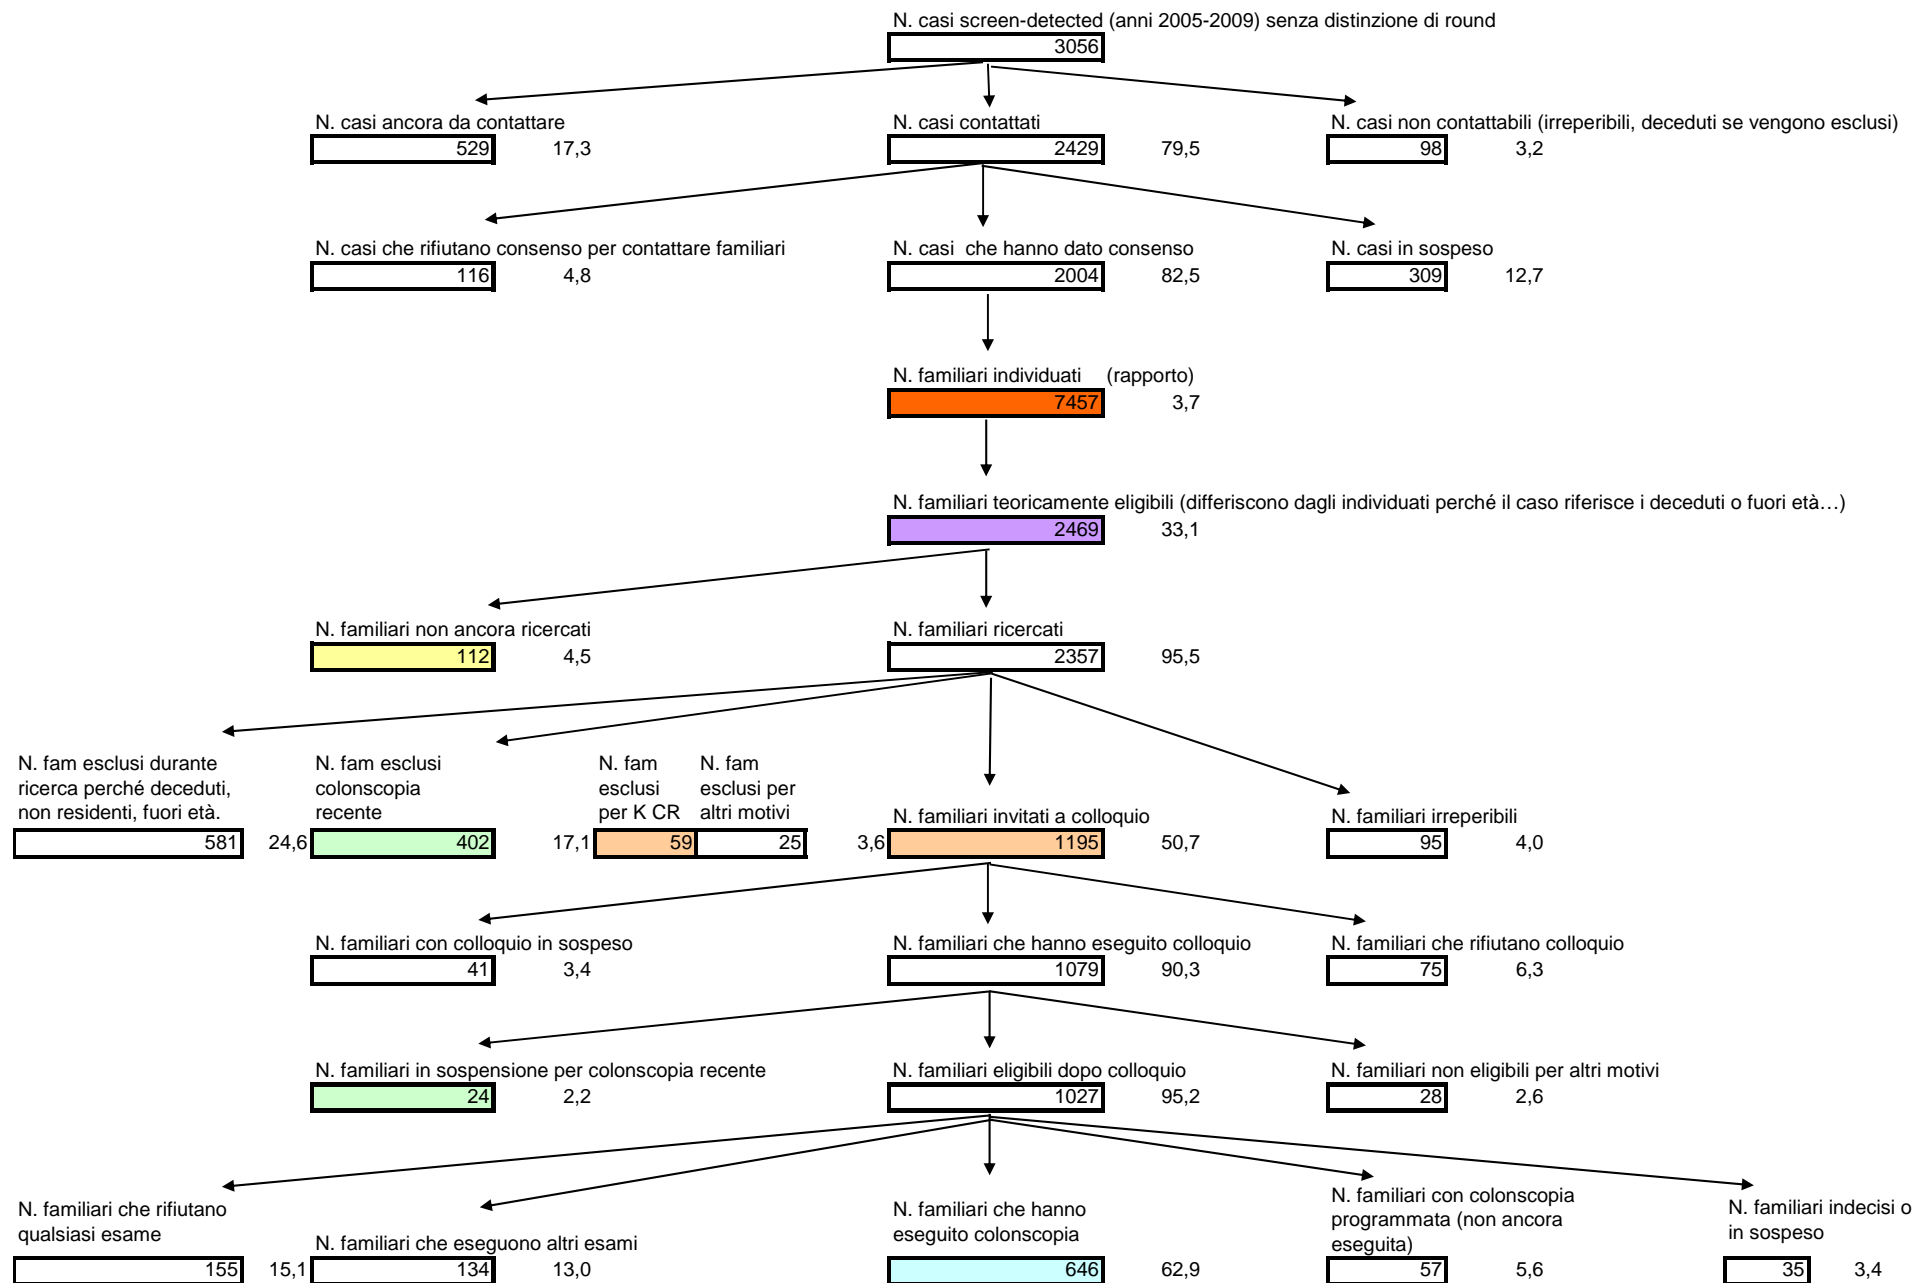 N. casi screen-detected (anni 2005-2009) senza distinzione di round
3056
N. casi ancora da contattare
529 17,3
N. casi contattati
2429 79,5
N. casi non contattabili (irreperibili, deceduti se vengono esclusi)
98 3,2
N. casi che rifiutano consenso per contattare familiari
116 4,8
N. casi  che hanno dato consenso
2004 82,5
N. casi in sospeso
309 12,7
N. familiari individuati (rapporto)
7457 3,7
N. familiari teoricamente eligibili (differiscono dagli individuati perché il caso riferisce i deceduti o fuori età…)
2469 33,1
N. familiari non ancora ricercati
112 4,5
N. familiari ricercati
2357 95,5
N. fam esclusi durante
ricerca perché deceduti,
non residenti, fuori età.
581 24,6
N. fam esclusi
colonscopia
recente
402 17,1
N. fam
esclusi
per K CR
59
N. fam
esclusi per
altri motivi
25 3,6
N. familiari invitati a colloquio
1195 50,7
N. familiari irreperibili
95 4,0
N. familiari con colloquio in sospeso
41 3,4
N. familiari che hanno eseguito colloquio
1079 90,3
N. familiari che rifiutano colloquio
75 6,3
N. familiari in sospensione per colonscopia recente
24 2,2
N. familiari eligibili dopo colloquio
1027 95,2
N. familiari non eligibili per altri motivi
28 2,6
N. familiari che rifiutano
qualsiasi esame
155 15,1
N. familiari che eseguono altri esami
134 13,0
N. familiari che hanno
eseguito colonscopia
646 62,9
N. familiari con colonscopia
programmata (non ancora
eseguita)
57 5,6
N. familiari indecisi o
in sospeso
35 3,4